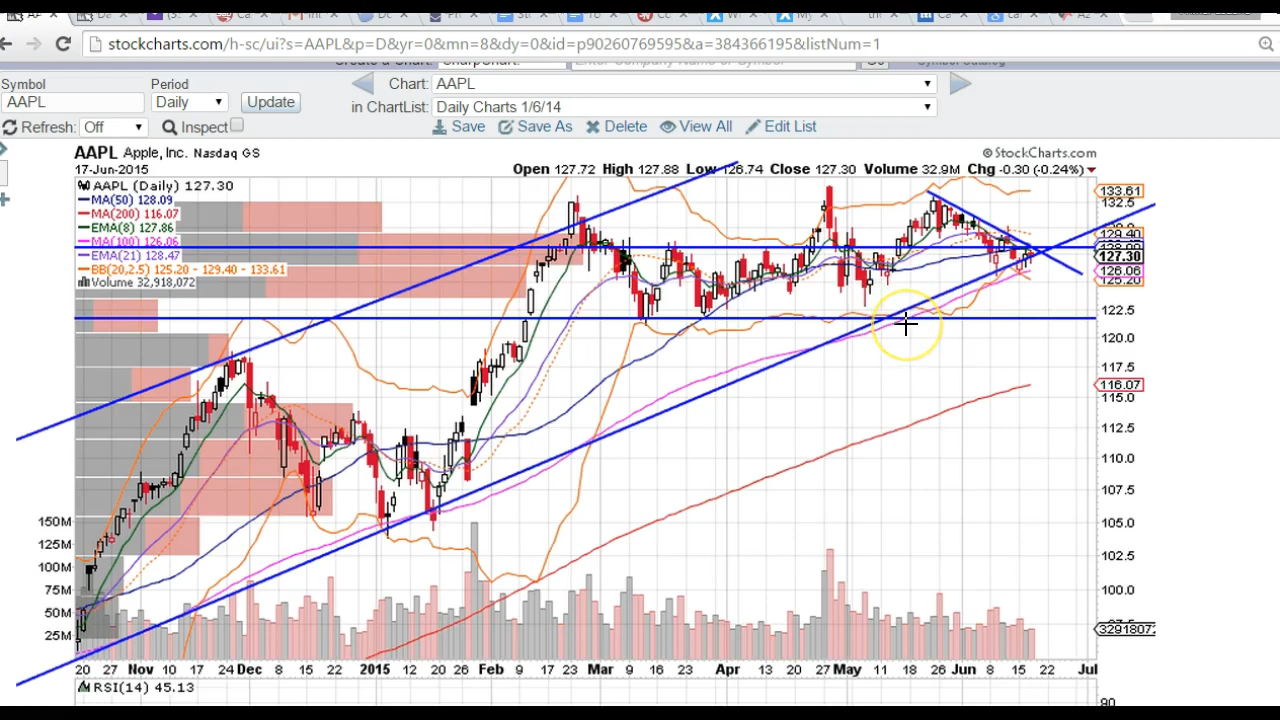 stockcharts.com/h-sc/ui?s=AAPL&p=D&yr=0&mn=8&dy=0&id=p90260769595&a=384366195&listNum=1
Symbol Period Chart: AAPL
AAPL Daily Update in ChartList: Daily Charts 1/6/14
Refresh: Off Inspect Save Save As Delete View All Edit List
AAPL Apple, Inc. Nasdaq GS © StockCharts.com
17-Jun-2015 Open 127.72 High 127.88 Low 126.74 Close 127.30 Volume 32.9M Chg -0.30 (-0.24%)
AAPL (Daily) 127.30
MA(50) 128.09
MA(200) 116.07
EMA(8) 127.86
MA(100) 126.06
EMA(21) 128.47
BB(20,2.5) 125.20 - 129.40 - 133.61
Volume 32,918,072
133.61
132.5
129.40
127.30
126.06
125.20
122.5
120.0
117.5
116.07
115.0
112.5
110.0
107.5
105.0
102.5
100.0
150M
125M
100M
75M
50M
25M
32918072
20 27 Nov 10 17 24 Dec 8 15 22 2015 12 20 26 Feb 9 17 23 Mar 9 16 23 Apr 13 20 27 May 11 18 26 Jun 8 15 22 Jul
RSI(14) 45.13